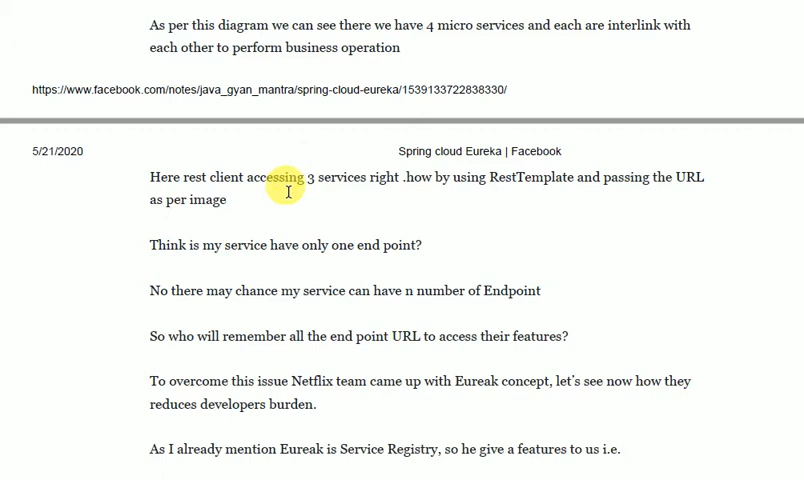 As per this diagram we can see there we have 4 micro services and each are interlink with
each other to perform business operation
https://www.facebook.com/notes/java_gyan_mantra/spring-cloud-eureka/1539133722838330/
5/21/2020 Spring cloud Eureka | Facebook
Here rest client accessing 3 services right .how by using RestTemplate and passing the URL
as per image
Think is my service have only one end point?
No there may chance my service can have n number of Endpoint
So who will remember all the end point URL to access their features?
To overcome this issue Netflix team came up with Eureak concept, let's see now how they
reduces developers burden.
As I already mention Eureak is Service Registry, so he give a features to us i.e.